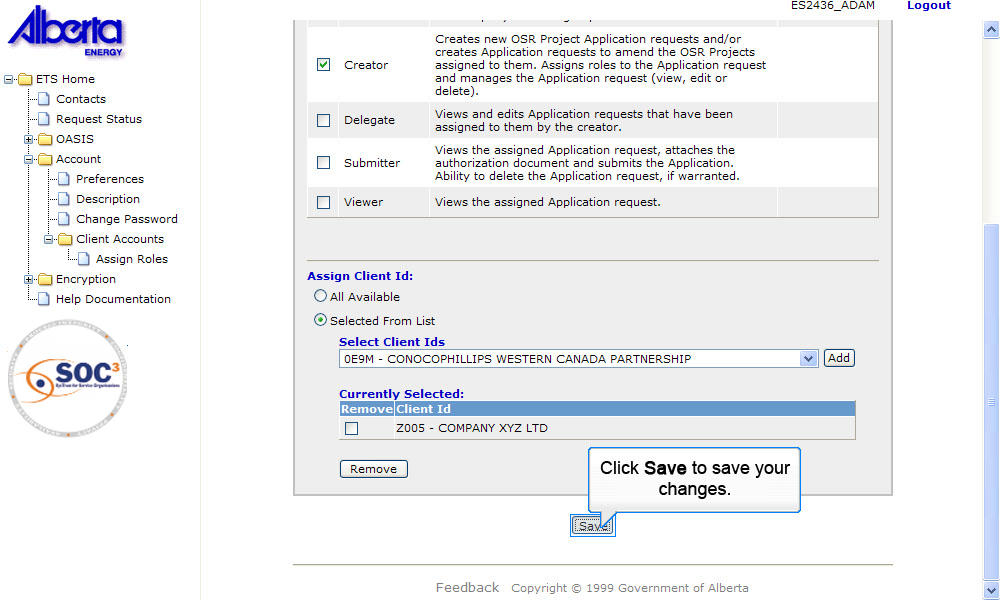 ES2436_ADAM Logout
Alberta
ENERGY
ETS Home
Contacts
Request Status
OASIS
Account
Preferences
Description
Change Password
Client Accounts
Assign Roles
Encryption
Help Documentation
SOC3
Creator
Creates new OSR Project Application requests and/or
creates Application requests to amend the OSR Projects
assigned to them. Assigns roles to the Application request
and manages the Application request (view, edit or
delete).
Delegate
Views and edits Application requests that have been
assigned to them by the creator.
Submitter
Views the assigned Application request, attaches the
authorization document and submits the Application.
Ability to delete the Application request, if warranted.
Viewer
Views the assigned Application request.
Assign Client Id:
All Available
Selected From List
Select Client Ids
0E9M - CONOCOPHILLIPS WESTERN CANADA PARTNERSHIP Add
Currently Selected:
Remove Client Id
Z005 - COMPANY XYZ LTD
Remove
Click Save to save your
changes.
Save
Feedback Copyright © 1999 Government of Alberta